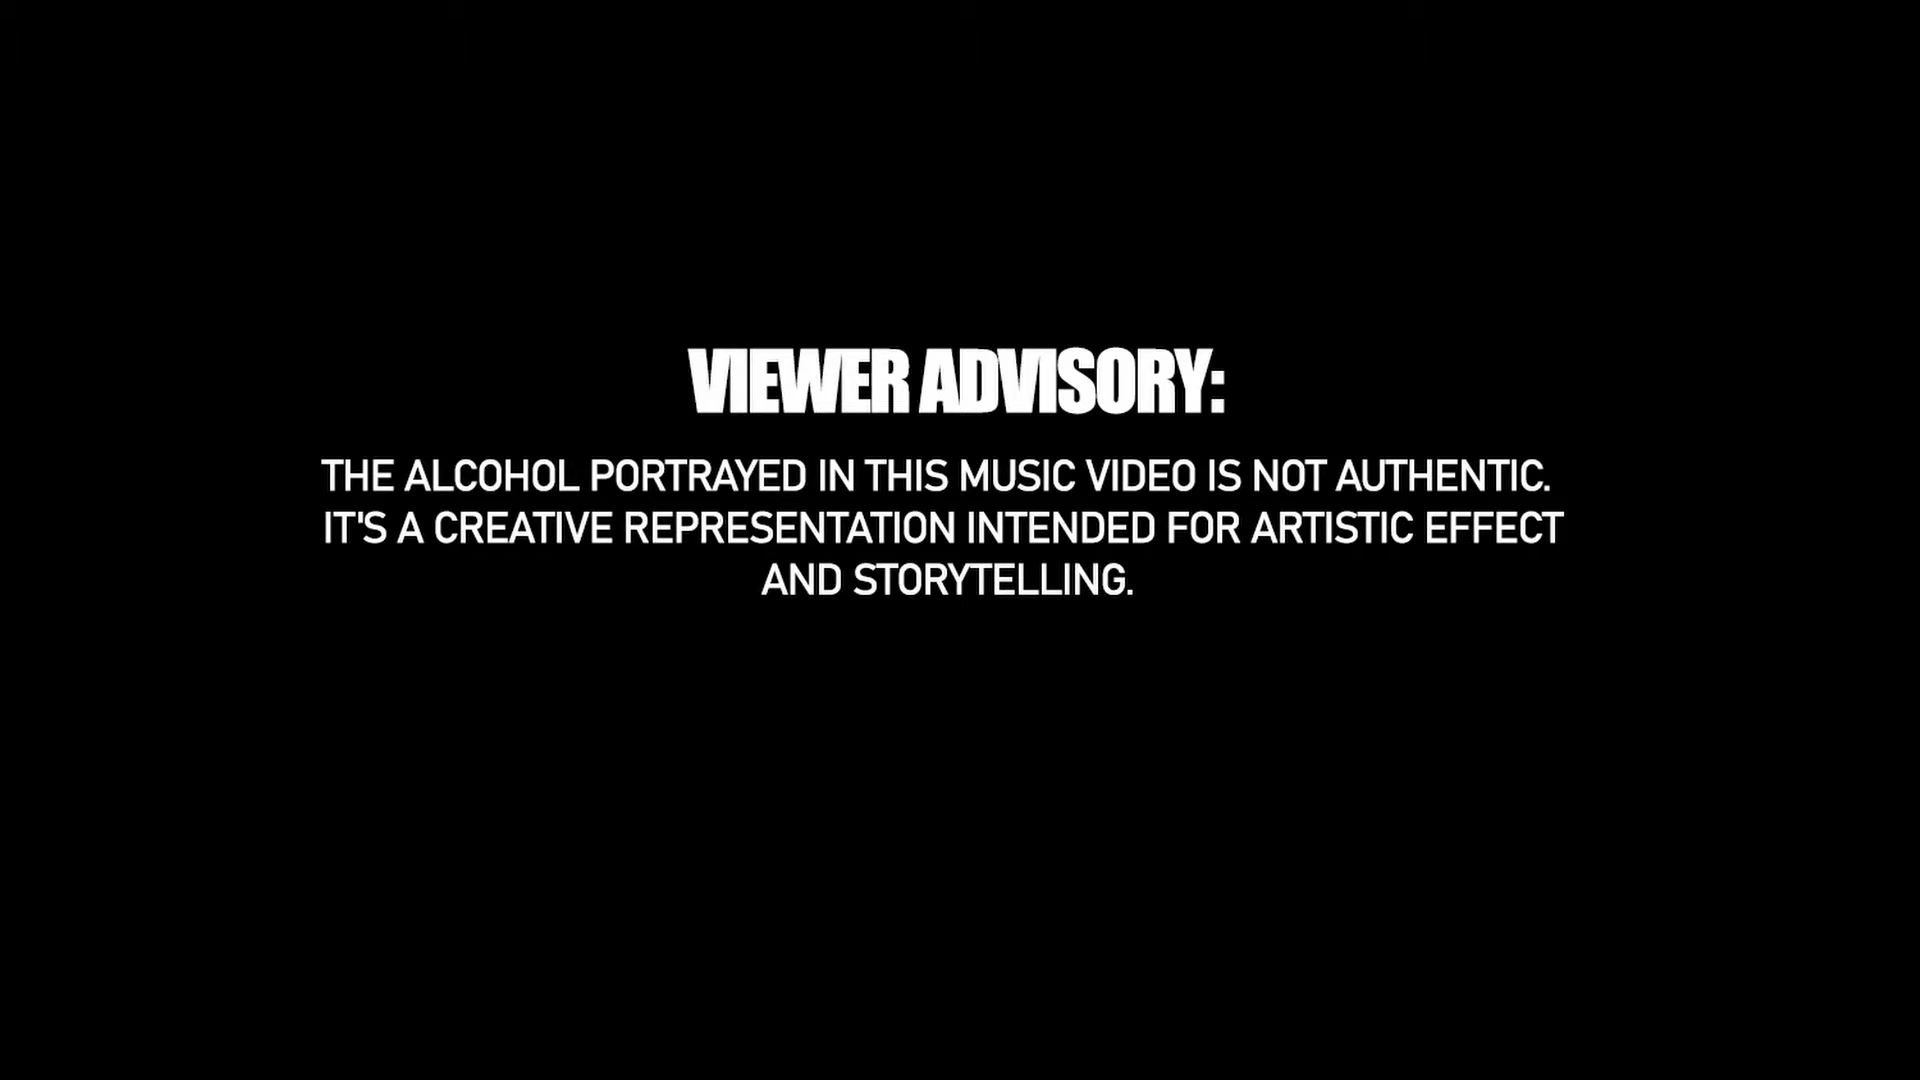 VIEWER ADVISORY:
THE ALCOHOL PORTRAYED IN THIS MUSIC VIDEO IS NOT AUTHENTIC.
IT'S A CREATIVE REPRESENTATION INTENDED FOR ARTISTIC EFFECT
AND STORYTELLING.